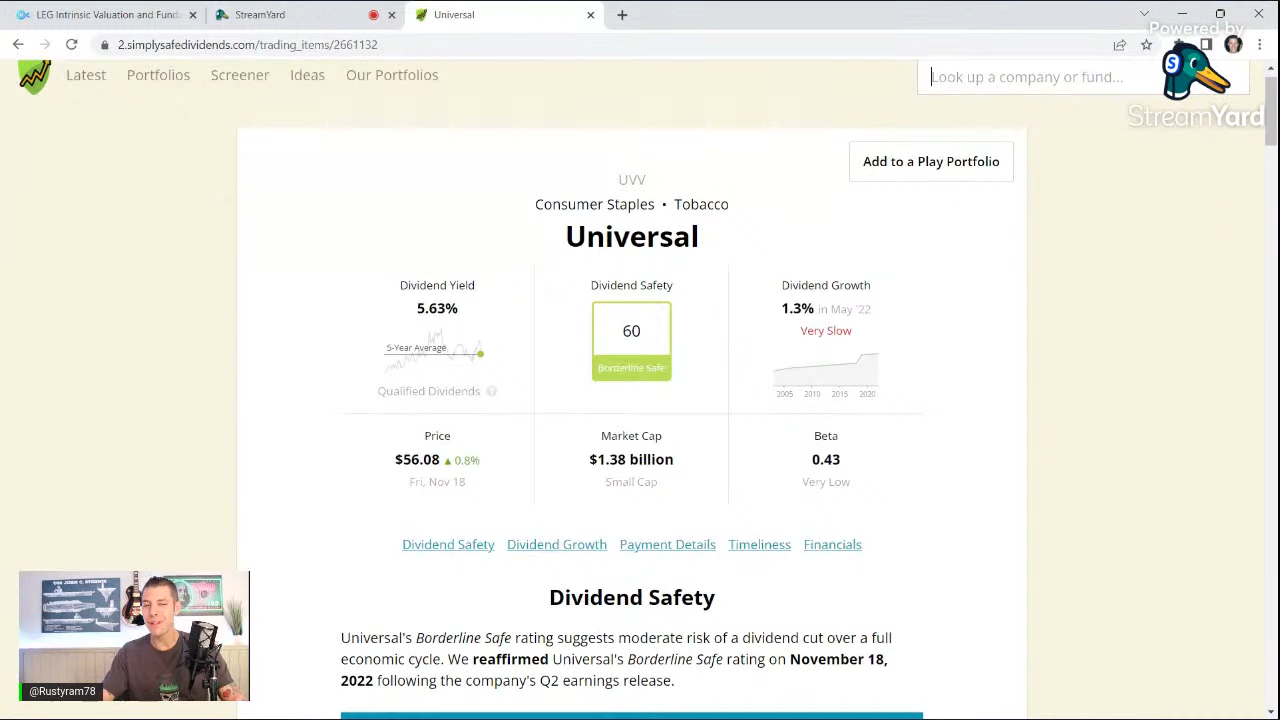 LEG Intrinsic Valuation and Fund
StreamYard
Universal
2.simplysafedividends.com/trading_items/2661132
Powered by
StreamYard
Latest
Portfolios
Screener
Ideas
Our Portfolios
Look up a company or fund...
Add to a Play Portfolio
UVV
Consumer Staples • Tobacco
Universal
Dividend Yield
5.63%
5-Year Average
Qualified Dividends ?
Dividend Safety
60
Borderline Safe
Dividend Growth
1.3% in May '22
Very Slow
2005 2010 2015 2020
Price
$56.08 ▲ 0.8%
Fri, Nov 18
Market Cap
$1.38 billion
Small Cap
Beta
0.43
Very Low
Dividend Safety
Dividend Growth
Payment Details
Timeliness
Financials
Dividend Safety
Universal's Borderline Safe rating suggests moderate risk of a dividend cut over a full
economic cycle. We reaffirmed Universal's Borderline Safe rating on November 18,
2022 following the company's Q2 earnings release.
@Rustyram78